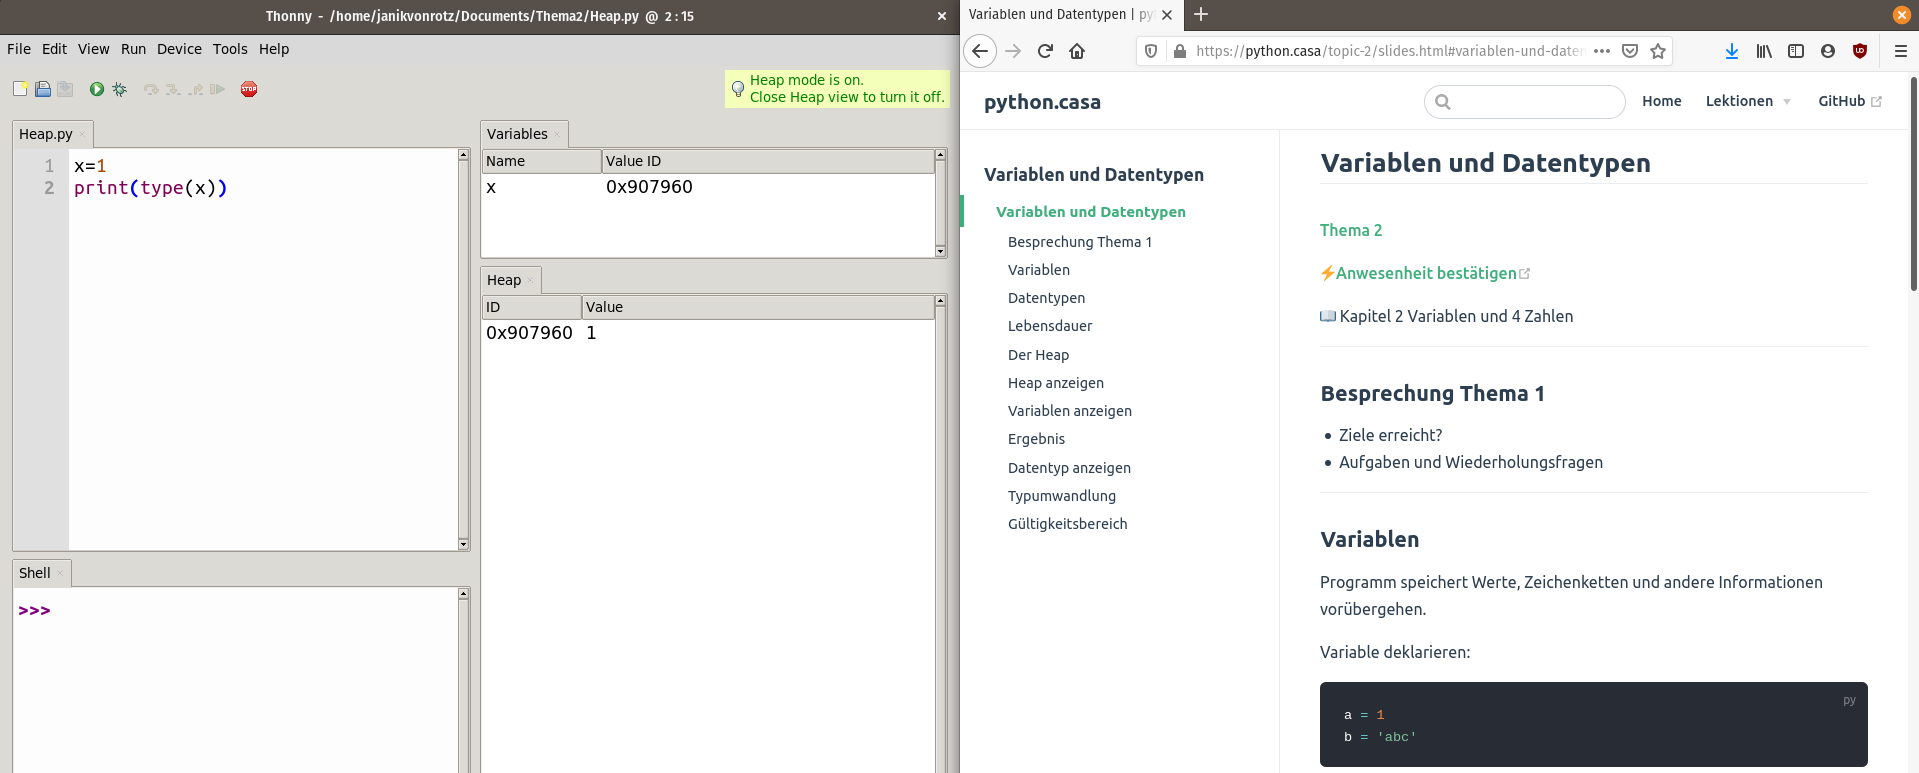 Thonny - /home/janikvonrotz/Documents/Thema2/Heap.py @ 2 : 15
File Edit View Run Device Tools Help
STOP
Heap mode is on.
Close Heap view to turn it off.
Heap.py
1 x=1
2 print(type(x))
Shell
>>>
Variables
Name Value ID
x 0x907960
Heap
ID Value
0x907960 1
Variablen und Datentypen | py
https://python.casa/topic-2/slides.html#variablen-und-daten
python.casa
Home Lektionen GitHub
Variablen und Datentypen
Variablen und Datentypen
Besprechung Thema 1
Variablen
Datentypen
Lebensdauer
Der Heap
Heap anzeigen
Variablen anzeigen
Ergebnis
Datentyp anzeigen
Typumwandlung
Gültigkeitsbereich
Variablen und Datentypen
Thema 2
⚡Anwesenheit bestätigen
📖 Kapitel 2 Variablen und 4 Zahlen
Besprechung Thema 1
• Ziele erreicht?
• Aufgaben und Wiederholungsfragen
Variablen
Programm speichert Werte, Zeichenketten und andere Informationen
vorübergehen.
Variable deklarieren:
py
a = 1
b = 'abc'